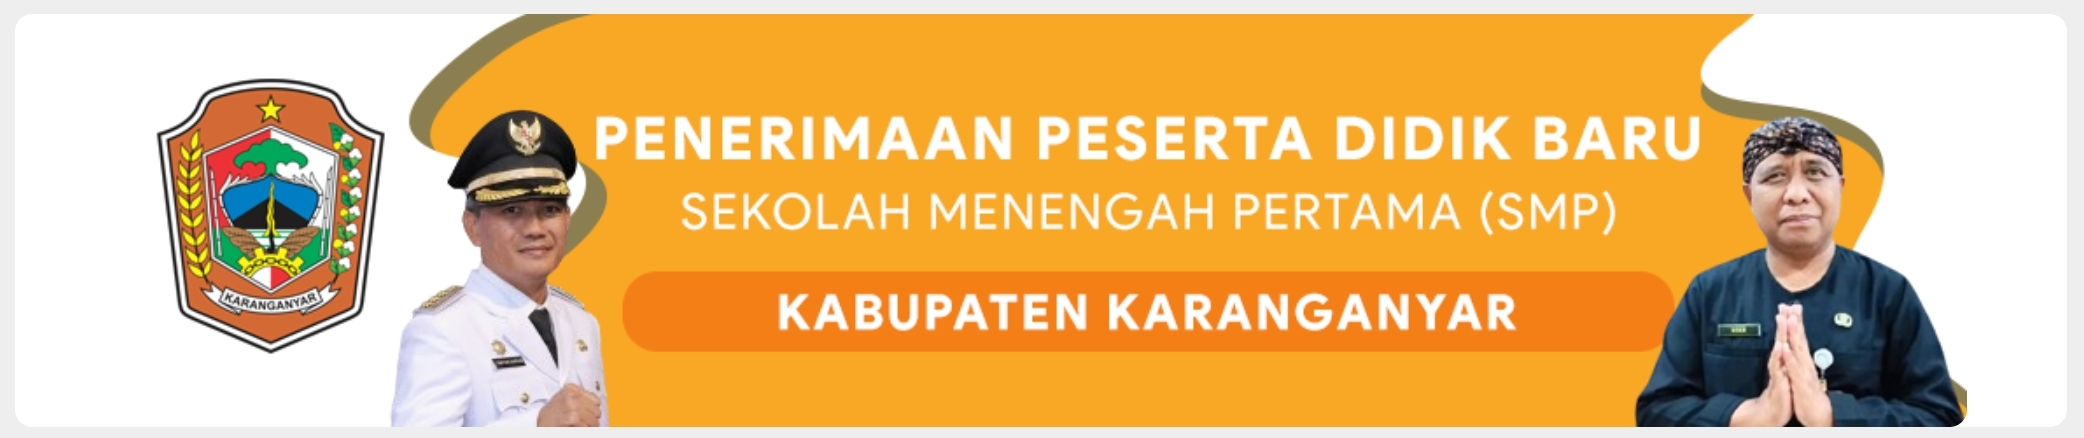 PENERIMAAN PESERTA DIDIK BARU
SEKOLAH MENENGAH PERTAMA (SMP)
KABUPATEN KARANGANYAR
KARANGANYAR